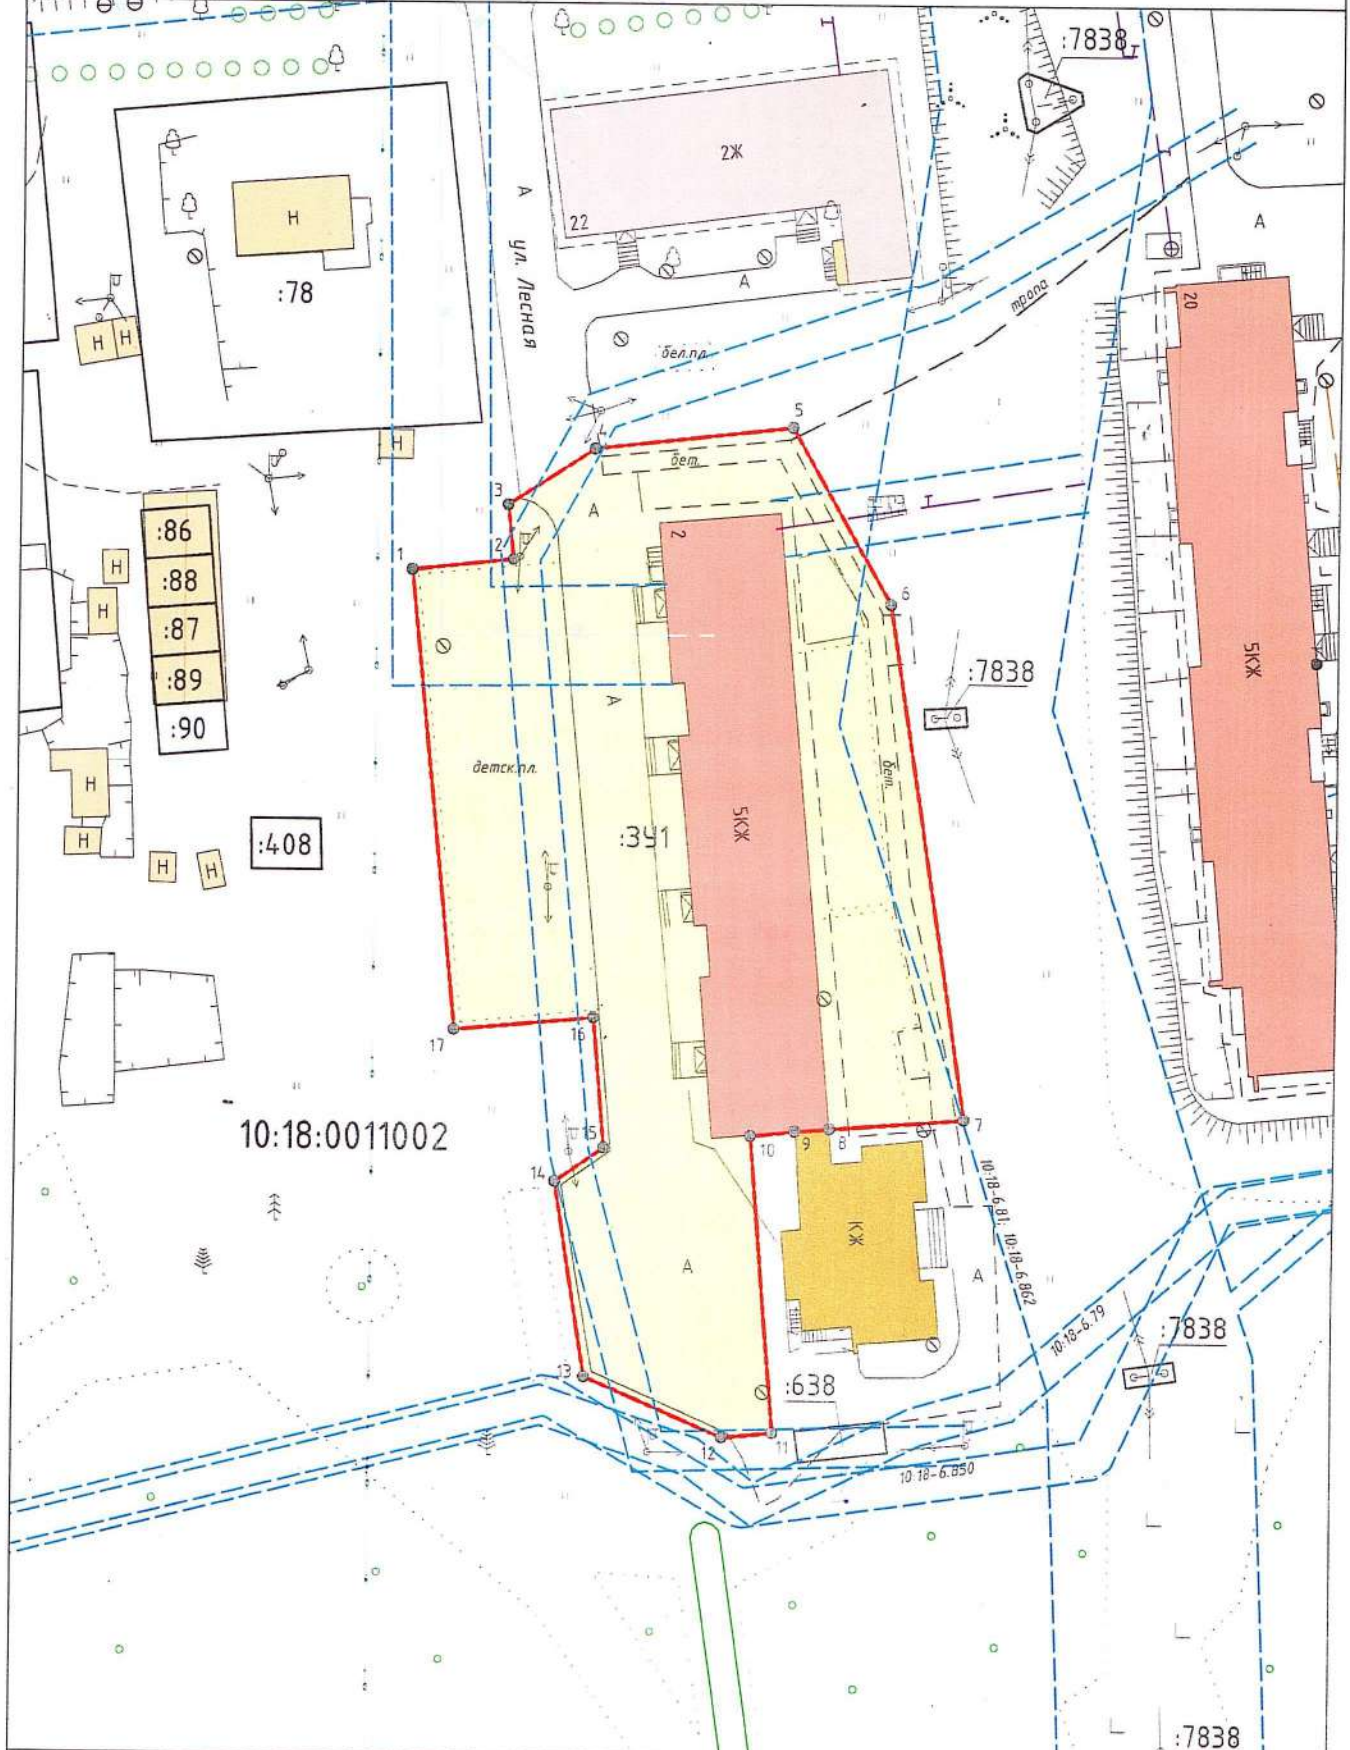 :7838
2Ж
22
А
ул. Лесная
А
А
Н
:78
Н
Н
бел.пл.
тропа
20
5
4
Н
бет.
3
А
2
:86
1
2
:88
Н
Н
6
:87
5КЖ
:89
А
:7838
:90
детск.пл.
бет.
Н
5КЖ
:ЗУ1
Н
:408
Н
Н
16
17
7
10:18:0011002
15
10
9
8
14
10:18-6.81; 10:18-6.862
КЖ
А
А
10:18-6.79
:7838
13
:638
12
11
10:18-6.850
:7838